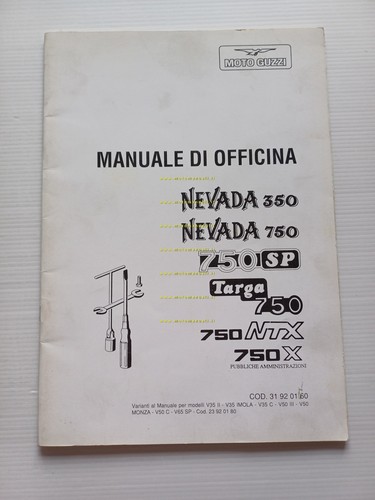 MOTO GUZZI
MANUALE DI OFFICINA
NEVADA 350
NEVADA 750
750 SP
Targa 750
750 NTX
750 X
PUBBLICHE AMMINISTRAZIONI
COD. 31 92 01 60
Varianti al Manuale per modelli V35 II - V35 IMOLA - V35 C - V50 III - V50
MONZA - V50 C - V65 SP - Cod. 23 92 01 60